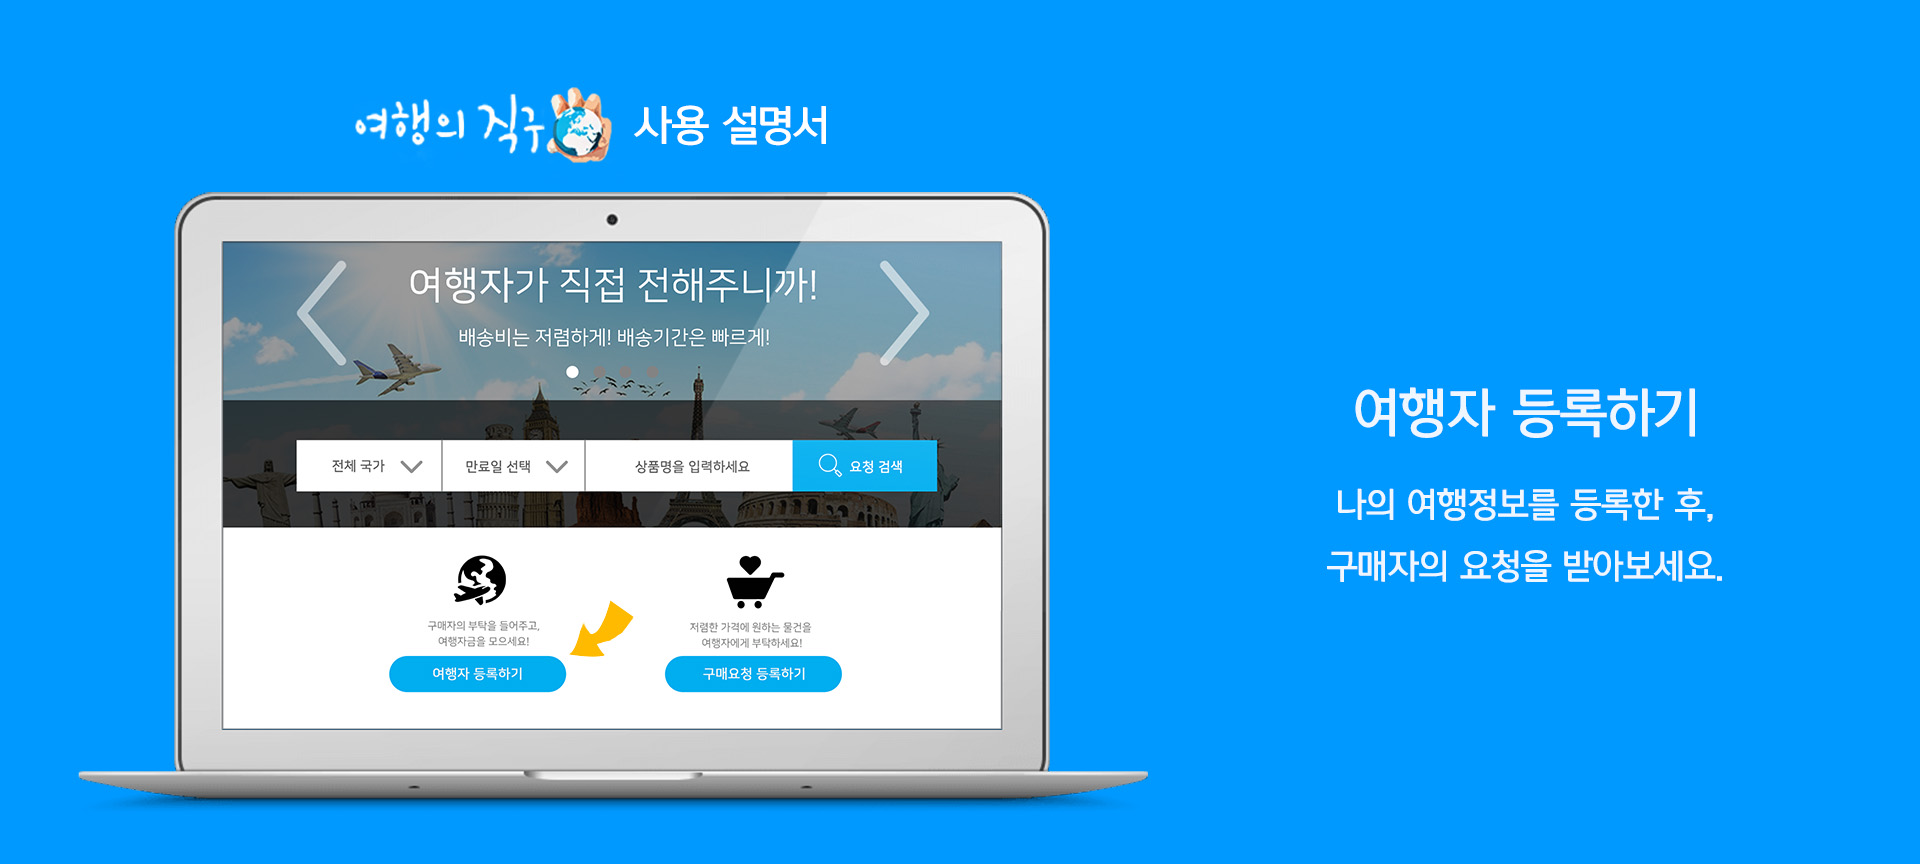 여행의 직구 사용 설명서
여행자가 직접 전해주니까!
배송비는 저렴하게! 배송기간은 빠르게!
전체 국가
만료일 선택
상품명을 입력하세요
요청 검색
구매자의 부탁을 들어주고,
여행자금을 모으세요!
여행자 등록하기
저렴한 가격에 원하는 물건을
여행자에게 부탁하세요!
구매요청 등록하기
여행자 등록하기
나의 여행정보를 등록한 후,
구매자의 요청을 받아보세요.